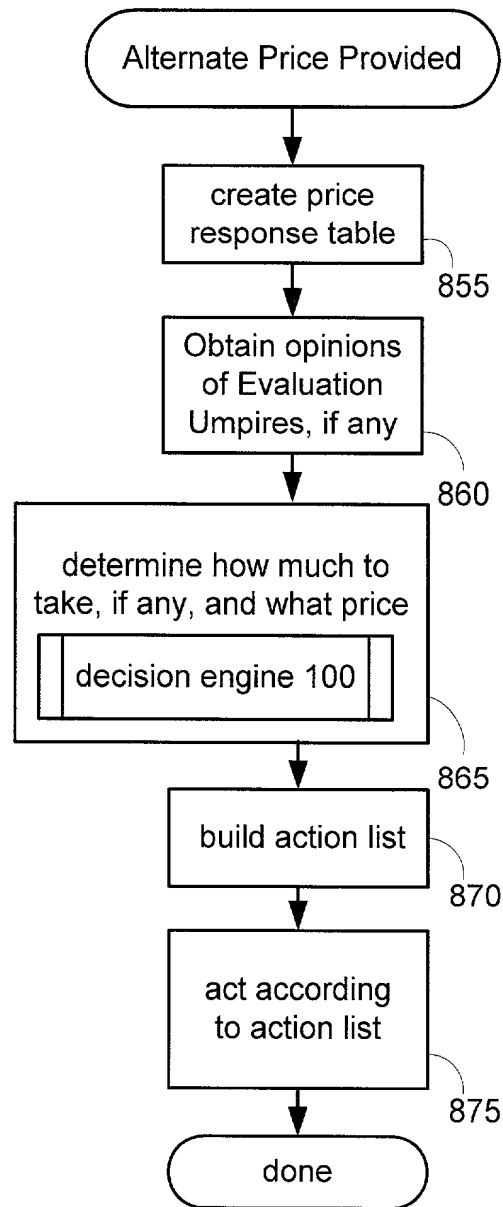 Alternate Price Provided
create price
response table
855
Obtain opinions
of Evaluation
Umpires, if any
860
determine how much to
take, if any, and what price
decision engine 100
865
build action list
870
act according
to action list
875
done